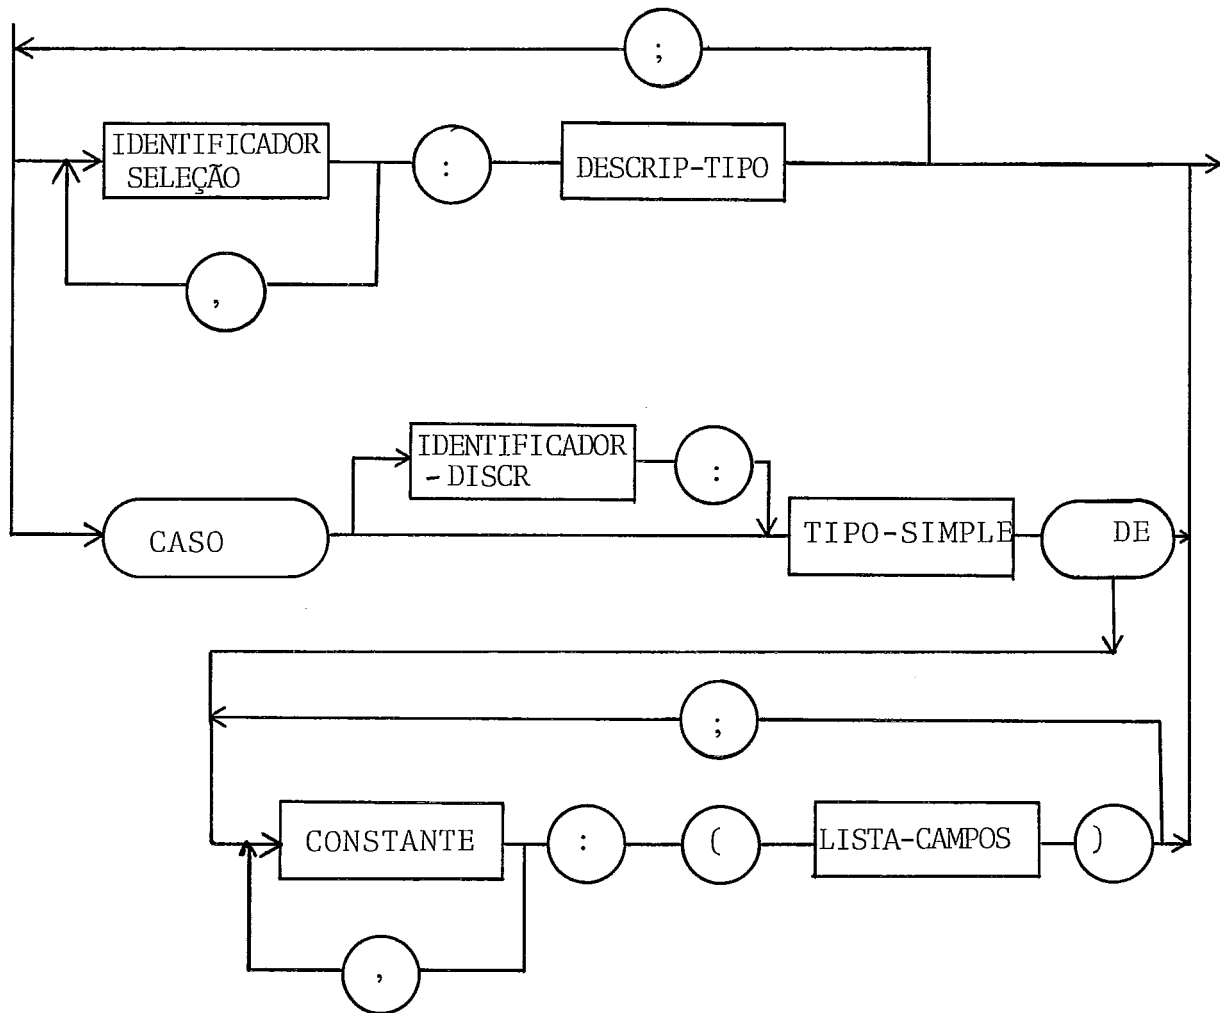 ;
IDENTIFICADOR
SELEÇÃO
:
DESCRIP-TIPO
,
IDENTIFICADOR
-DISCR
:
CASO
TIPO-SIMPLE
DE
;
CONSTANTE
:
(
LISTA-CAMPOS
)
,